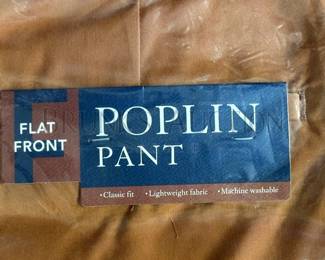 FLAT
FRONT
POPLIN
PANT
• Classic fit • Lightweight fabric • Machine washable